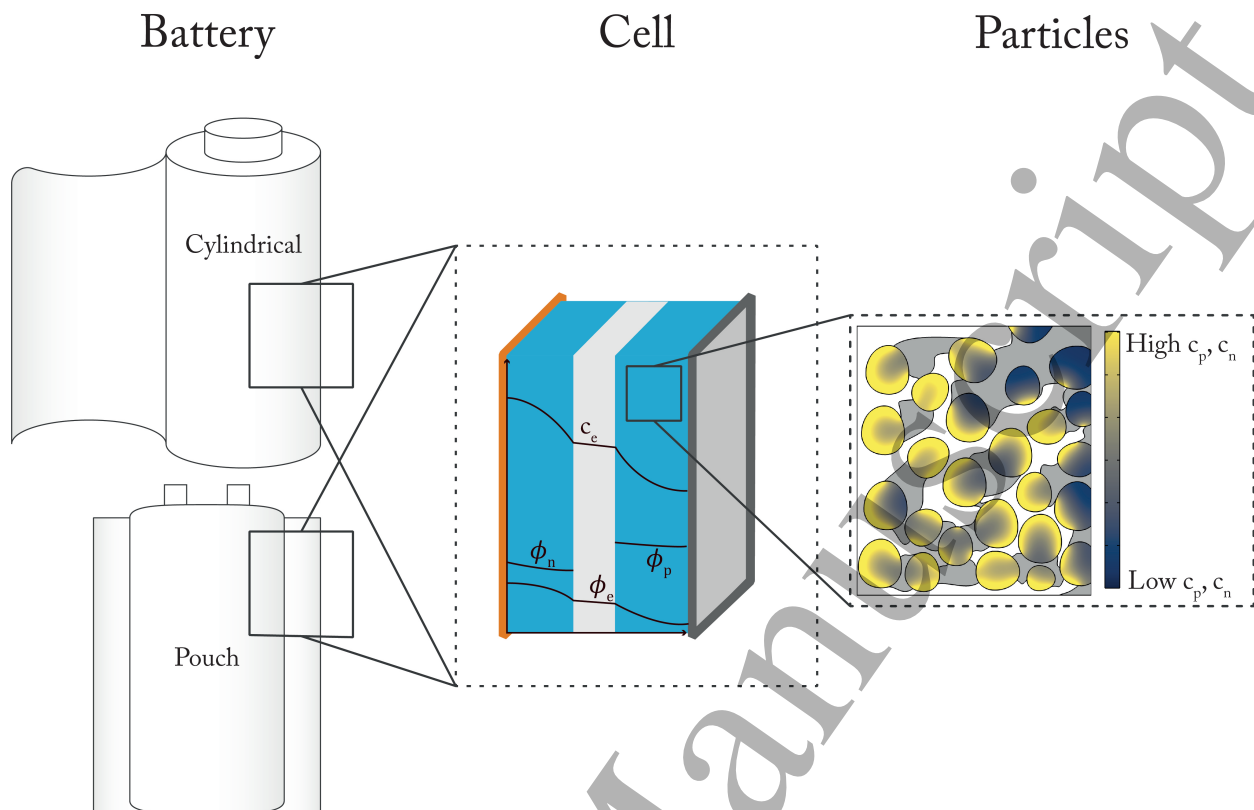 Battery
Cell
Particles
Cylindrical
Pouch
c_e
ϕ_n
ϕ_e
ϕ_p
High c_p, c_n
Low c_p, c_n
Manuscript